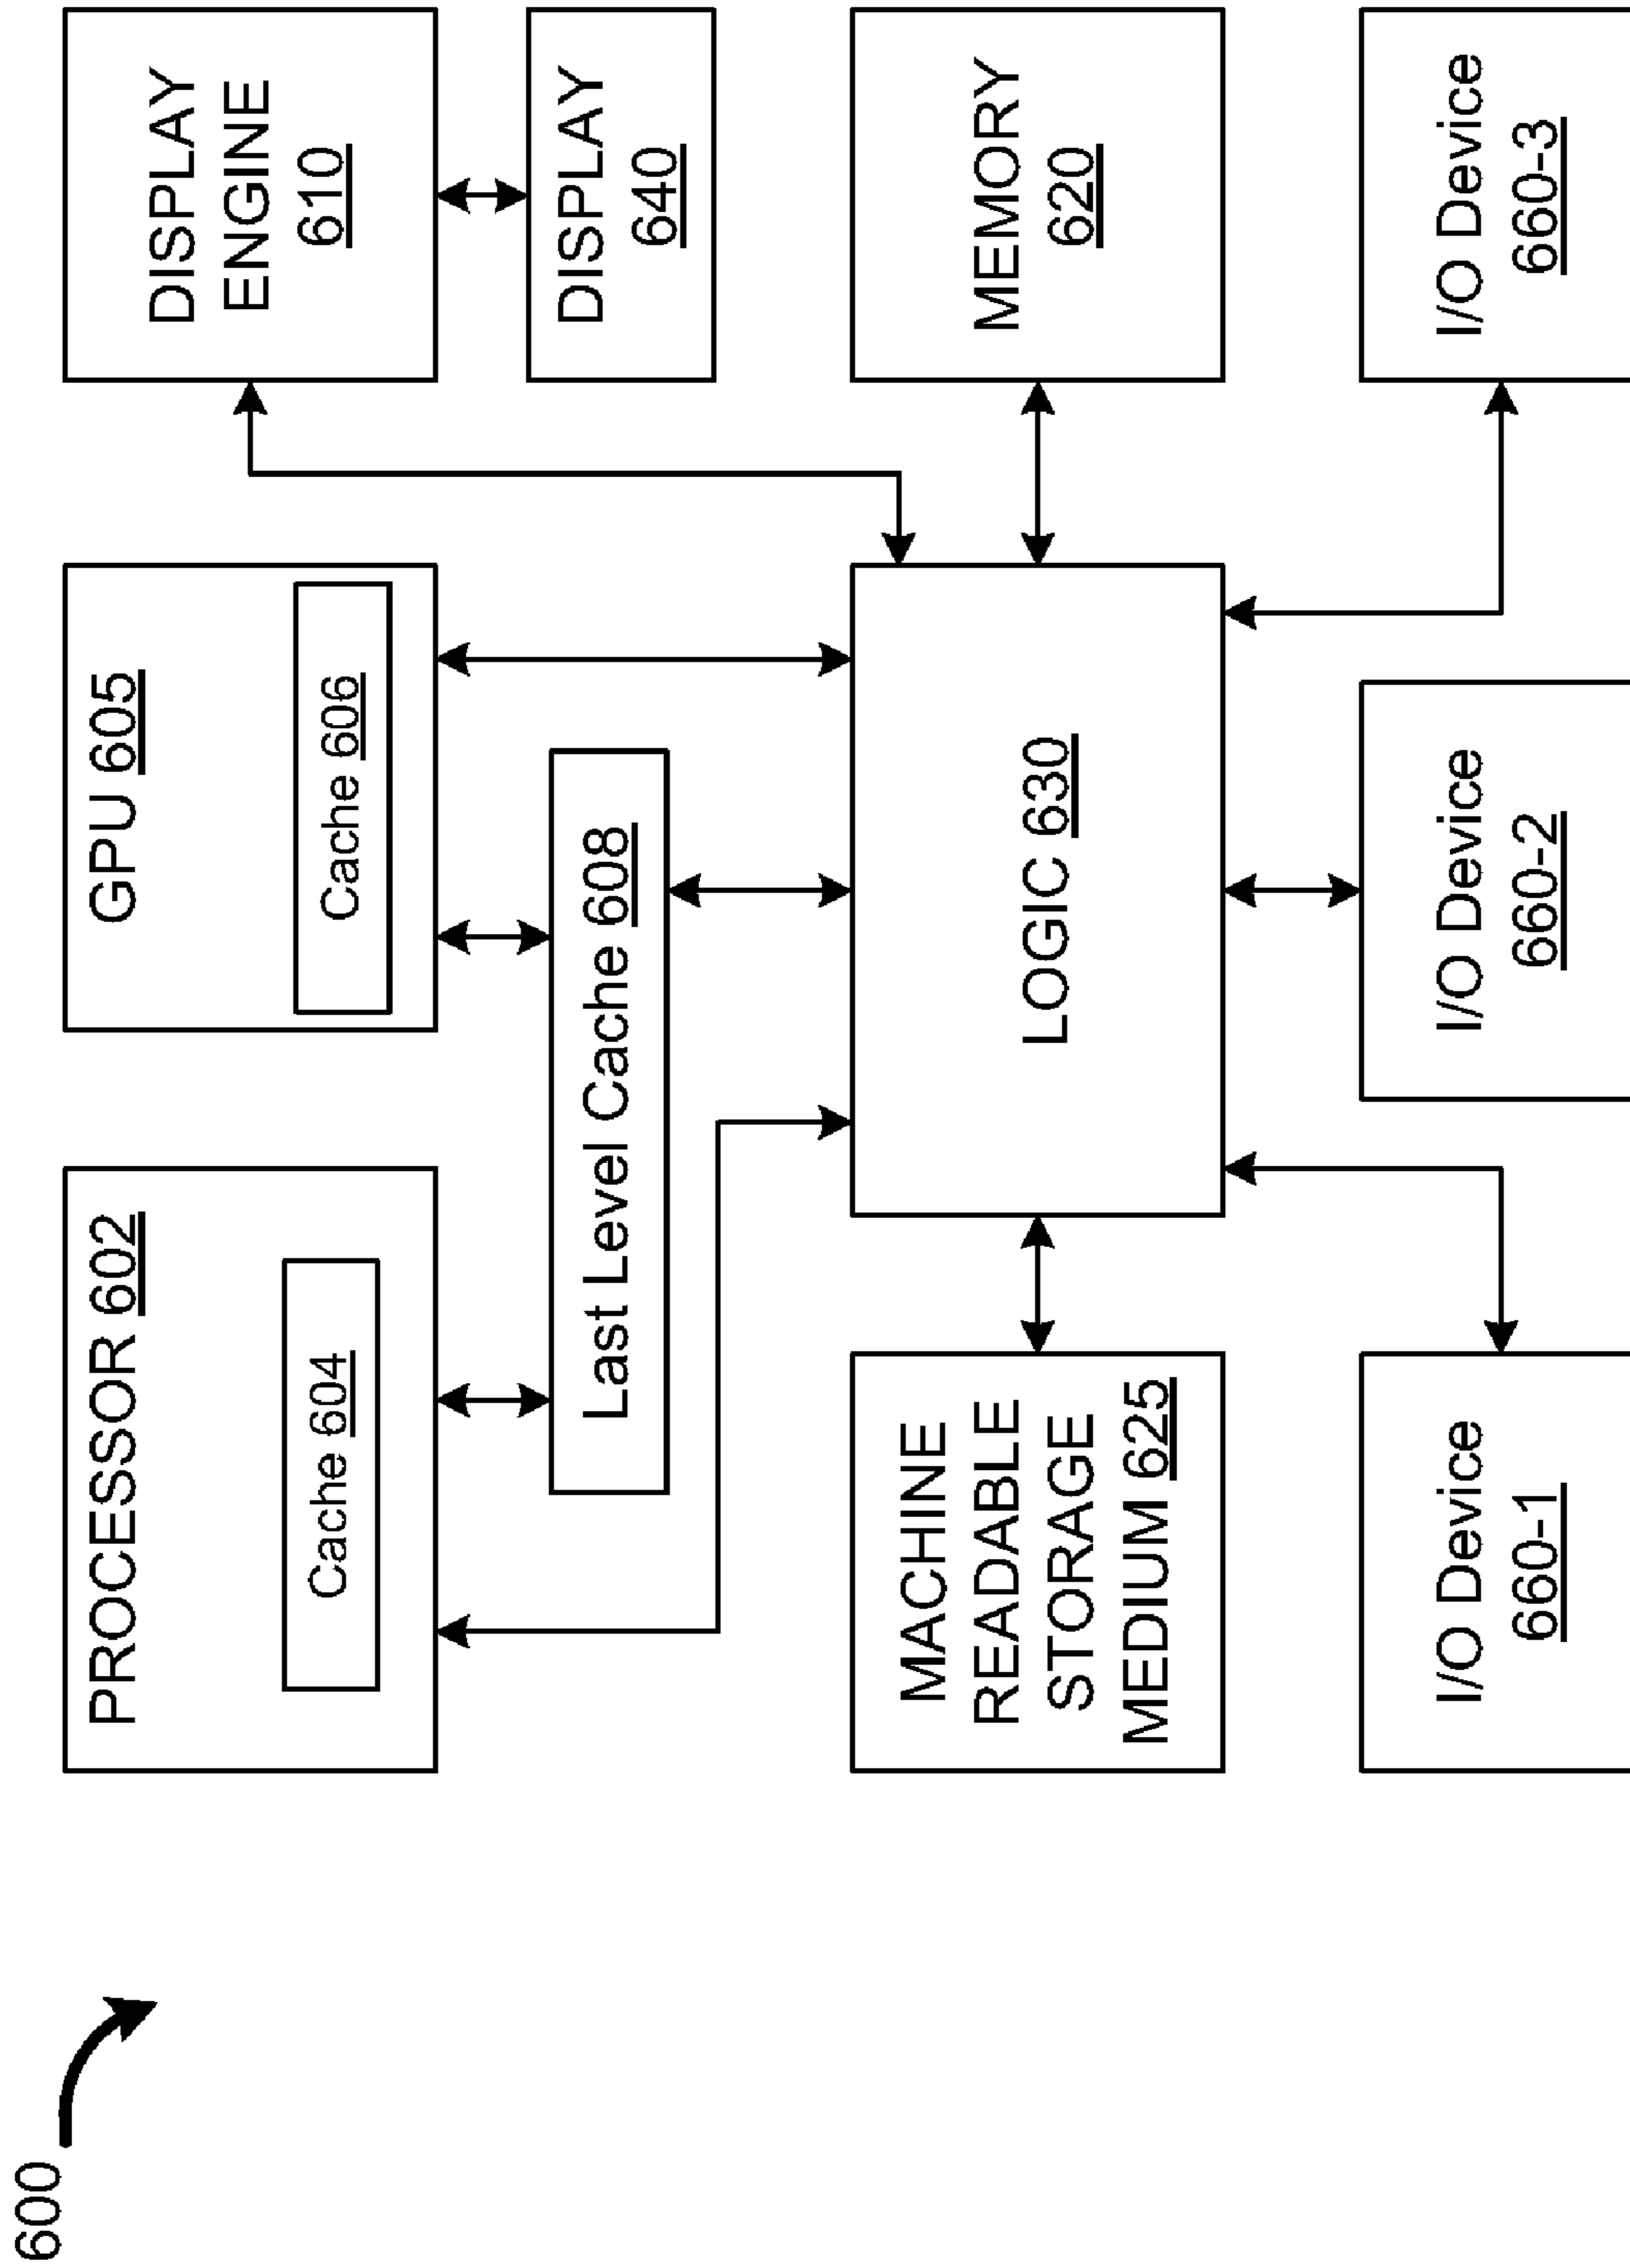 600
PROCESSOR 602
Cache 604
GPU 605
Cache 606
DISPLAY
ENGINE
610
Last Level Cache 608
DISPLAY
640
MACHINE
READABLE
STORAGE
MEDIUM 625
LOGIC 630
MEMORY
620
I/O Device
660-1
I/O Device
660-2
I/O Device
660-3